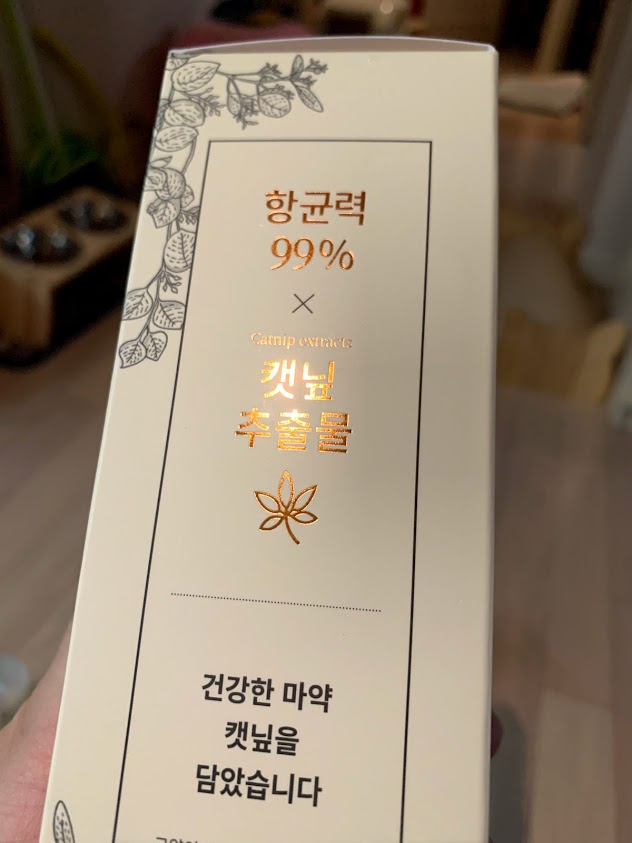 항균력
99%
×
Catnip extracts
캣닢
추출물
건강한 마약
캣닢을
담았습니다